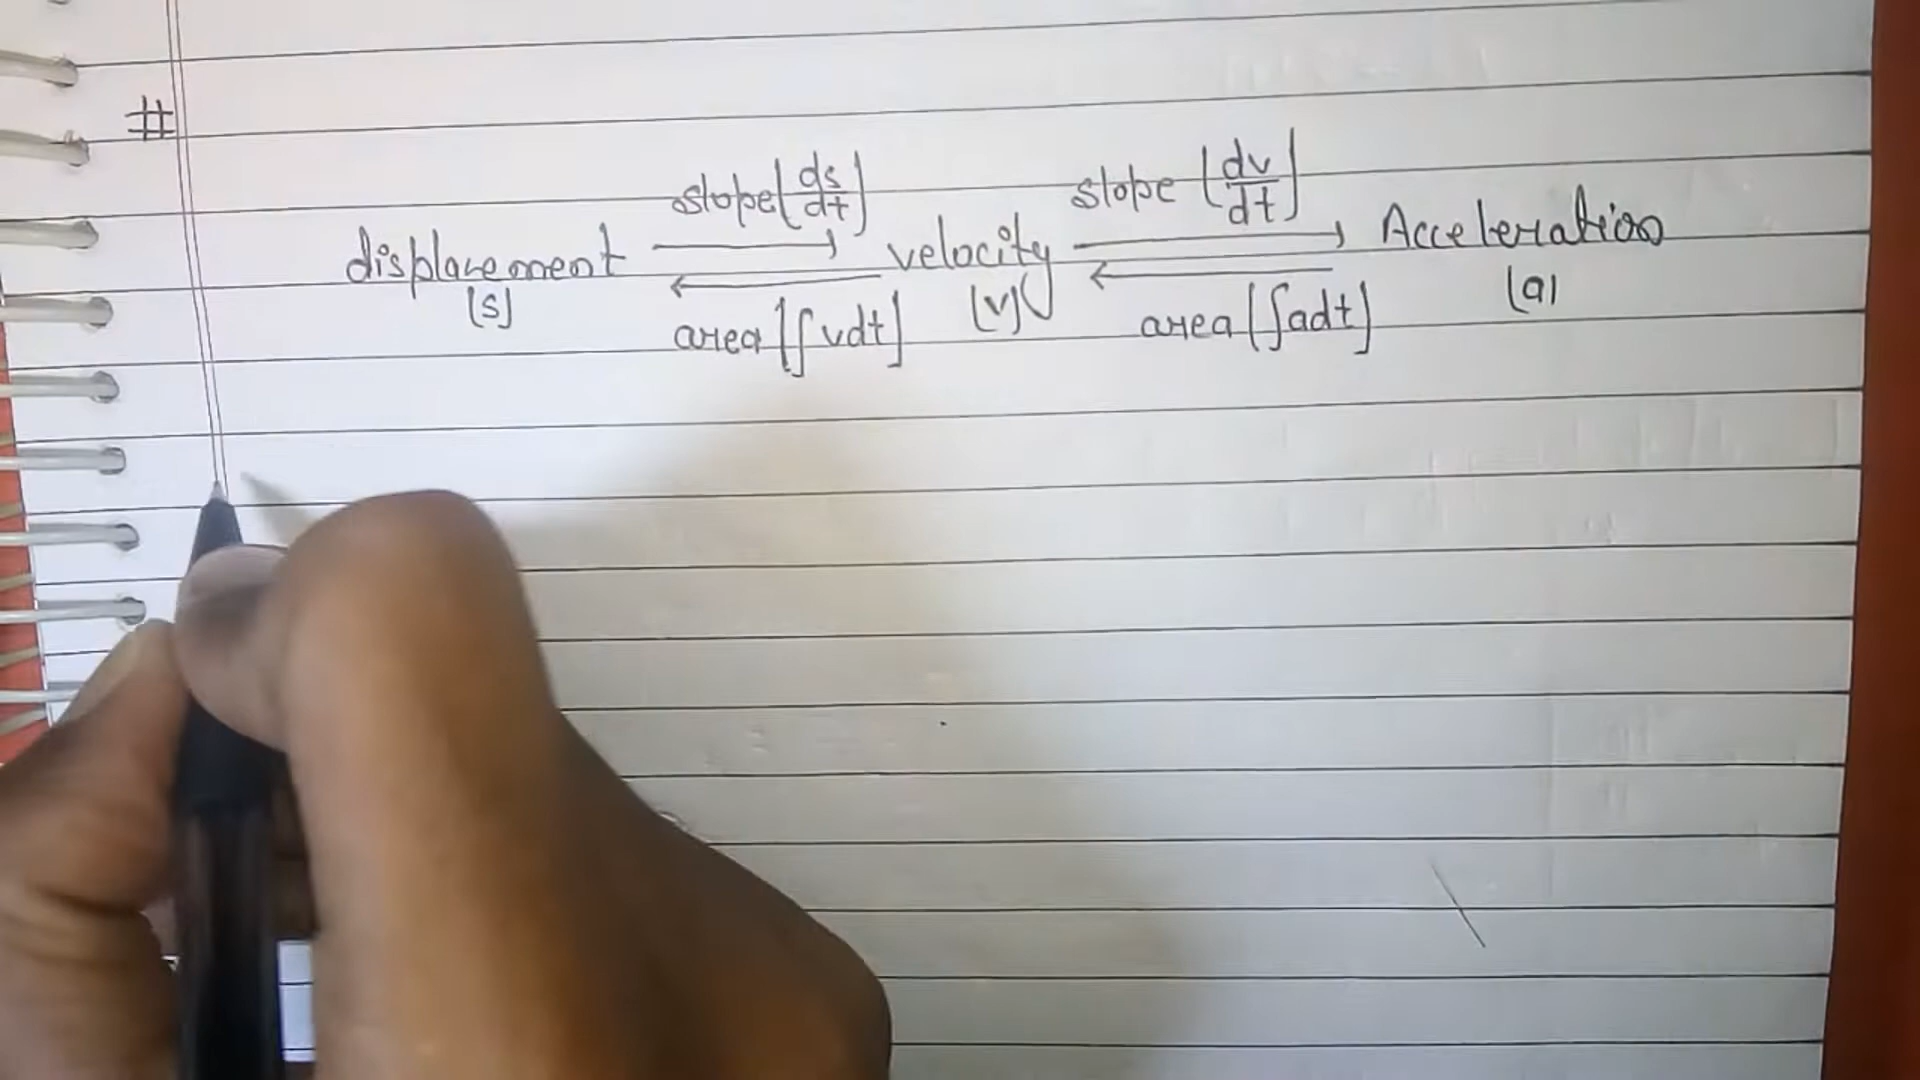 #
slope [ds/dt] slope [dv/dt]
displacement → velocity → Acceleration
[s] ← [v] ← [a]
area [∫vdt] area [∫adt]